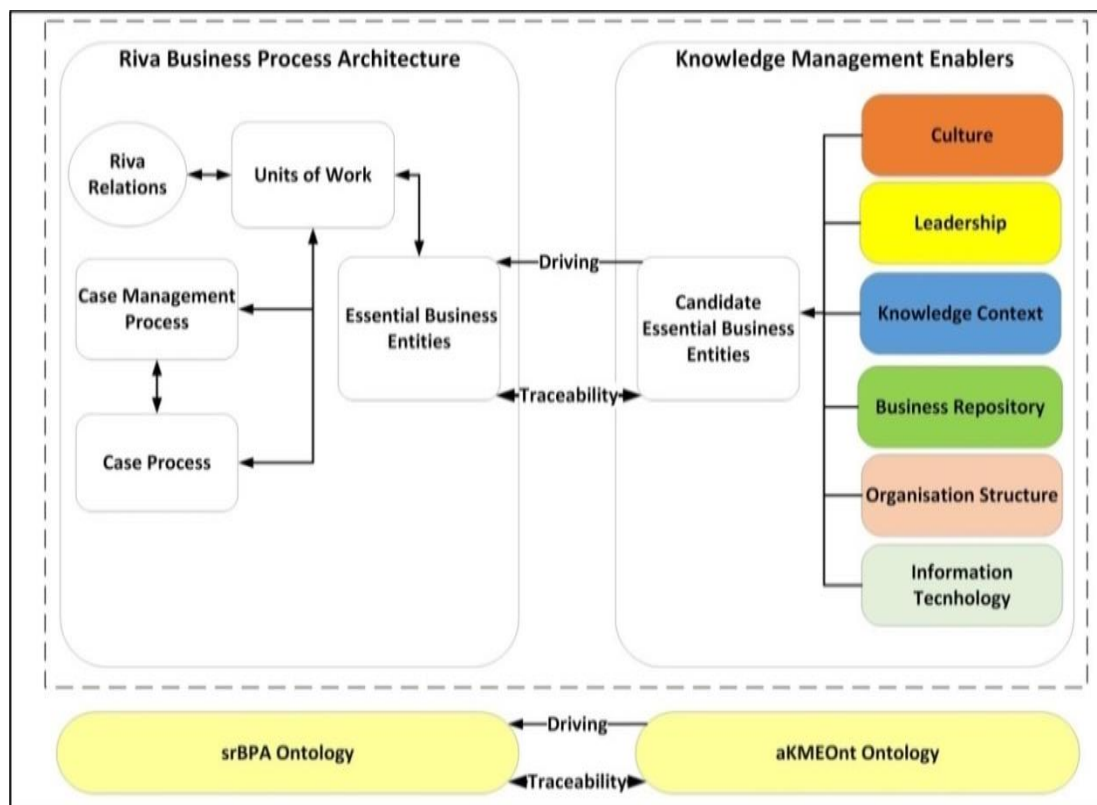 Riva Business Process Architecture
Knowledge Management Enablers
Riva
Relations
Units of Work
Case Management
Process
Case Process
Essential Business
Entities
Driving
Traceability
Candidate
Essential Business
Entities
Culture
Leadership
Knowledge Context
Business Repository
Organisation Structure
Information
Tecnhology
srBPA Ontology
Driving
Traceability
aKMEOnt Ontology